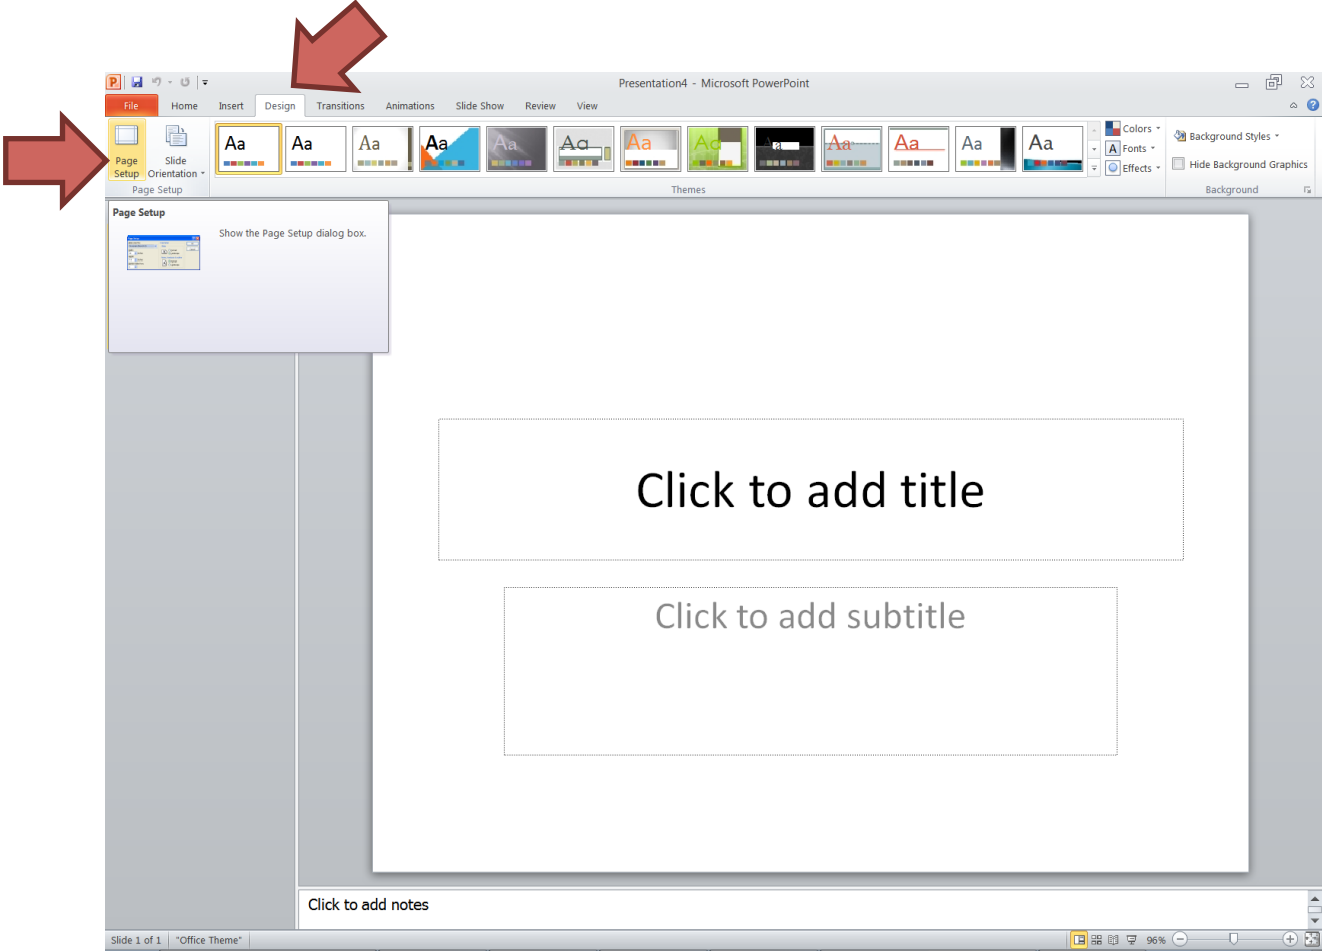 Presentation4 - Microsoft PowerPoint
File Home Insert Design Transitions Animations Slide Show Review View
Page Setup
Slide Orientation
Aa Aa Aa Aa Aa Aa Aa Aa Aa Aa Aa Aa Aa
Colors
Fonts
Effects
Background Styles
Hide Background Graphics
Page Setup
Themes
Background
Page Setup
Show the Page Setup dialog box.
Click to add title
Click to add subtitle
Click to add notes
Slide 1 of 1 "Office Theme" 96%